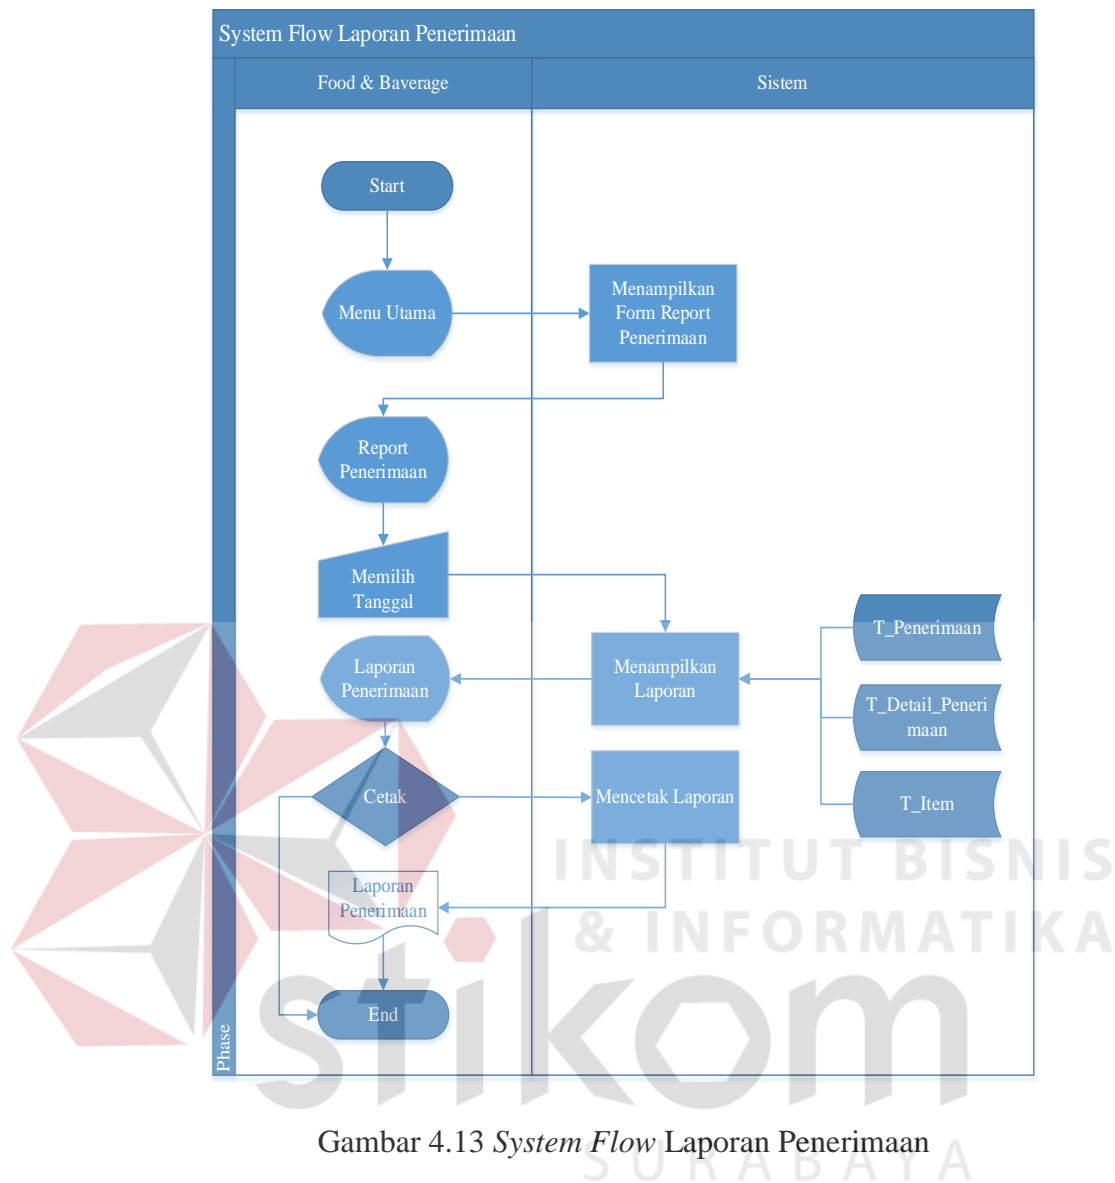 System Flow Laporan Penerimaan
Food & Baverage
Sistem
Start
Menu Utama
Menampilkan
Form Report
Penerimaan
Report
Penerimaan
Memilih
Tanggal
T_Penerimaan
Laporan
Penerimaan
Menampilkan
Laporan
T_Detail_Peneri
maan
Cetak
Mencetak Laporan
T_Item
Laporan
Penerimaan
End
Phase
INSTITUT BISNIS
& INFORMATIKA
stikom
SURABAYA
Gambar 4.13 System Flow Laporan Penerimaan